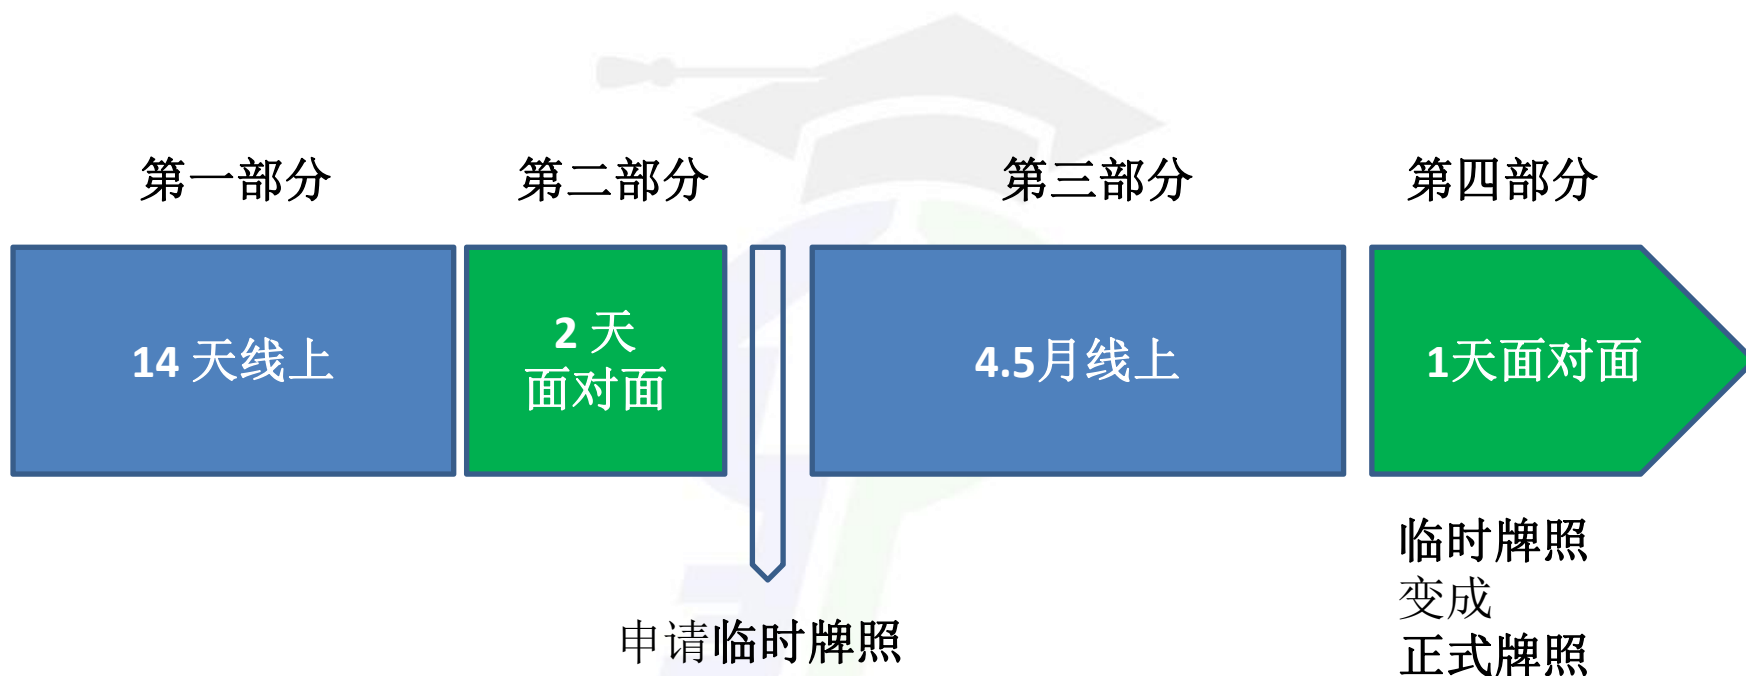 第一部分
第二部分
第三部分
第四部分
14 天线上
2 天
面对面
4.5月线上
1天面对面
申请临时牌照
临时牌照
变成
正式牌照